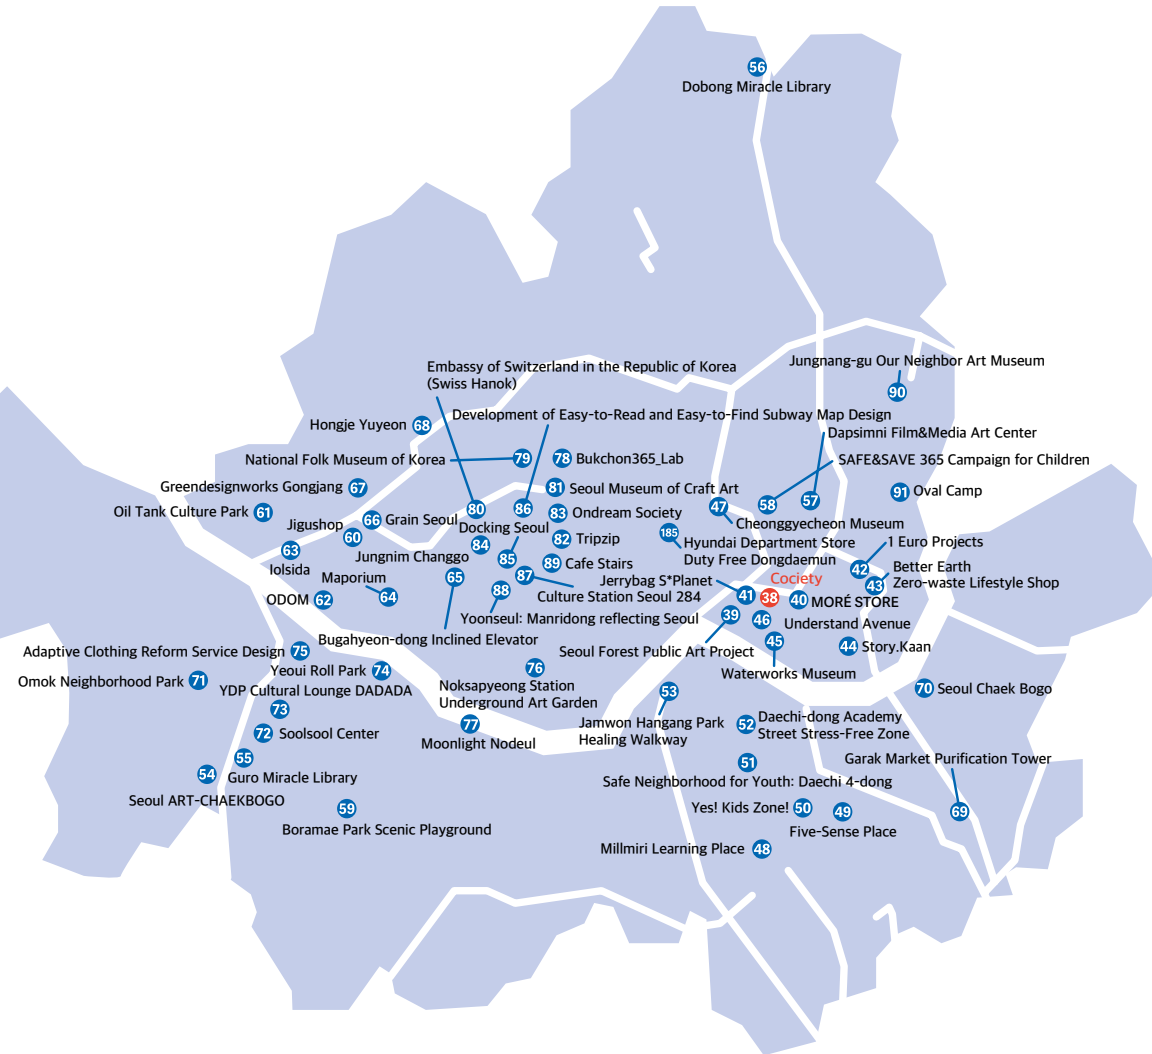 56
Dobong Miracle Library
Jungnang-gu Our Neighbor Art Museum
90
Embassy of Switzerland in the Republic of Korea
(Swiss Hanok)
Development of Easy-to-Read and Easy-to-Find Subway Map Design
Hongje Yuyeon 68
Dapsimni Film&Media Art Center
National Folk Museum of Korea 79
78 Bukchon365_Lab
SAFE&SAVE 365 Campaign for Children
Greendesignworks Gongjang 67
81 Seoul Museum of Craft Art
91 Oval Camp
58
57
47
Cheonggyecheon Museum
Oil Tank Culture Park 61
66 Grain Seoul
80
86
83 Ondream Society
Jigushop
60
Docking Seoul
82 Tripzip
185
Hyundai Department Store
Duty Free Dongdaemun
1 Euro Projects
63
Iolsida
Jungnim Changgo 84
85
89 Cafe Stairs
42
Better Earth
Zero-waste Lifestyle Shop
43
Maporium
64
65
87
Culture Station Seoul 284
Jerrybag S*Planet
41
Cociety
38
40 MORÉ STORE
ODOM 62
88
Yoonseul: Manridong reflecting Seoul
39
46
Understand Avenue
Bugahyeon-dong Inclined Elevator
Seoul Forest Public Art Project
45
Waterworks Museum
44 Story.Kaan
Adaptive Clothing Reform Service Design 75
Yeoui Roll Park 74
76
Noksapyeong Station
Underground Art Garden
Omok Neighborhood Park 71
YDP Cultural Lounge DADADA
73
53
Jamwon Hangang Park
Healing Walkway
70 Seoul Chaek Bogo
77
Moonlight Nodeul
52 Daechi-dong Academy
Street Stress-Free Zone
72 Soolsool Center
55
Guro Miracle Library
51
Safe Neighborhood for Youth: Daechi 4-dong
Garak Market Purification Tower
69
54
Seoul ART-CHAEKBOGO
59
Boramae Park Scenic Playground
Yes! Kids Zone! 50
49
Five-Sense Place
Millmiri Learning Place 48